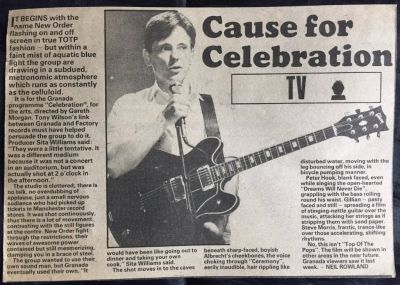 Cause for
Celebration
TV
IT BEGINS with the
name New Order
flashing on and off
screen in true TOTP
fashion — but within a
faint mist of aquatic blue
light the group are
drawing in a subdued,
metronomic atmosphere
which runs as constantly
as the celluloid.
It is for the Granada
programme "Celebration", for
the arts, directed by Gareth
Morgan. Tony Wilson's link
between Granada and Factory
records must have helped
persuade the group to do it.
Producer Sita Williams said:
"They were a little tentative. It
was a different medium
because it was not a concert
in an auditorium, but was
actually shot at 2 o'clock
in the afternoon."
The studio is cluttered; there is
no talk, no overdubbing of
applause, just a small nervous
audience who had picked up
tickets in Manchester record
stores. It was shot continuously,
thus there is a lot of movement
contrasting with the still figures
at the centre. New Order fight
through the restrictions, their
waves of awesome power
contained but still mesmerizing,
damping you in a brace of steel.
The group wanted to use their
own sound mixer and
eventually used their own. "It
would have been like going out to
dinner and taking your own
cook," Sita Williams said.
The shot moves in to the caves
beneath sharp-faced, boyish
Albrecht's cheekbones, the voice
choking through "Ceremony",
eerily inaudible, hair rippling like
disturbed water, moving with the
leg bouncing off his side, in
bicycle pumping manner.
Peter Hook, blank faced, even
while singing the open-hearted
"Dreams Will Never Die",
grappling with the bass rolling
round his waist. Gillian — pasty
faced and still — spreading a film
of stinging-nettle guitar over the
music, attacking her strings as if
stripping them with sand paper.
Steve Morris, frantic, trance-like
over those accelerating, shifting
rhythms.
No, this isn't "Top Of The
Pops". The film will be shown in
other areas in the new future.
Granada viewers saw it last
week. — NEIL ROWLAND